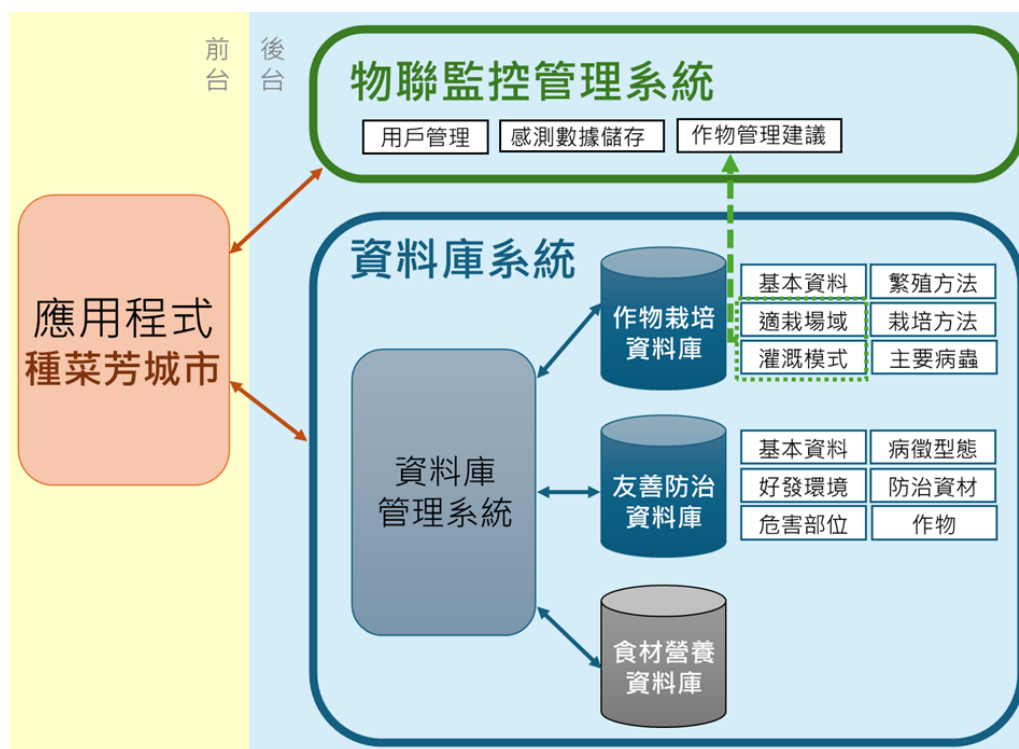 前台
後台
物聯監控管理系統
用戶管理
感測數據儲存
作物管理建議
應用程式
種菜芳城市
資料庫系統
資料庫
管理系統
作物栽培
資料庫
基本資料
繁殖方法
適栽場域
栽培方法
灌溉模式
主要病蟲
友善防治
資料庫
基本資料
病徵型態
好發環境
防治資材
危害部位
作物
食材營養
資料庫